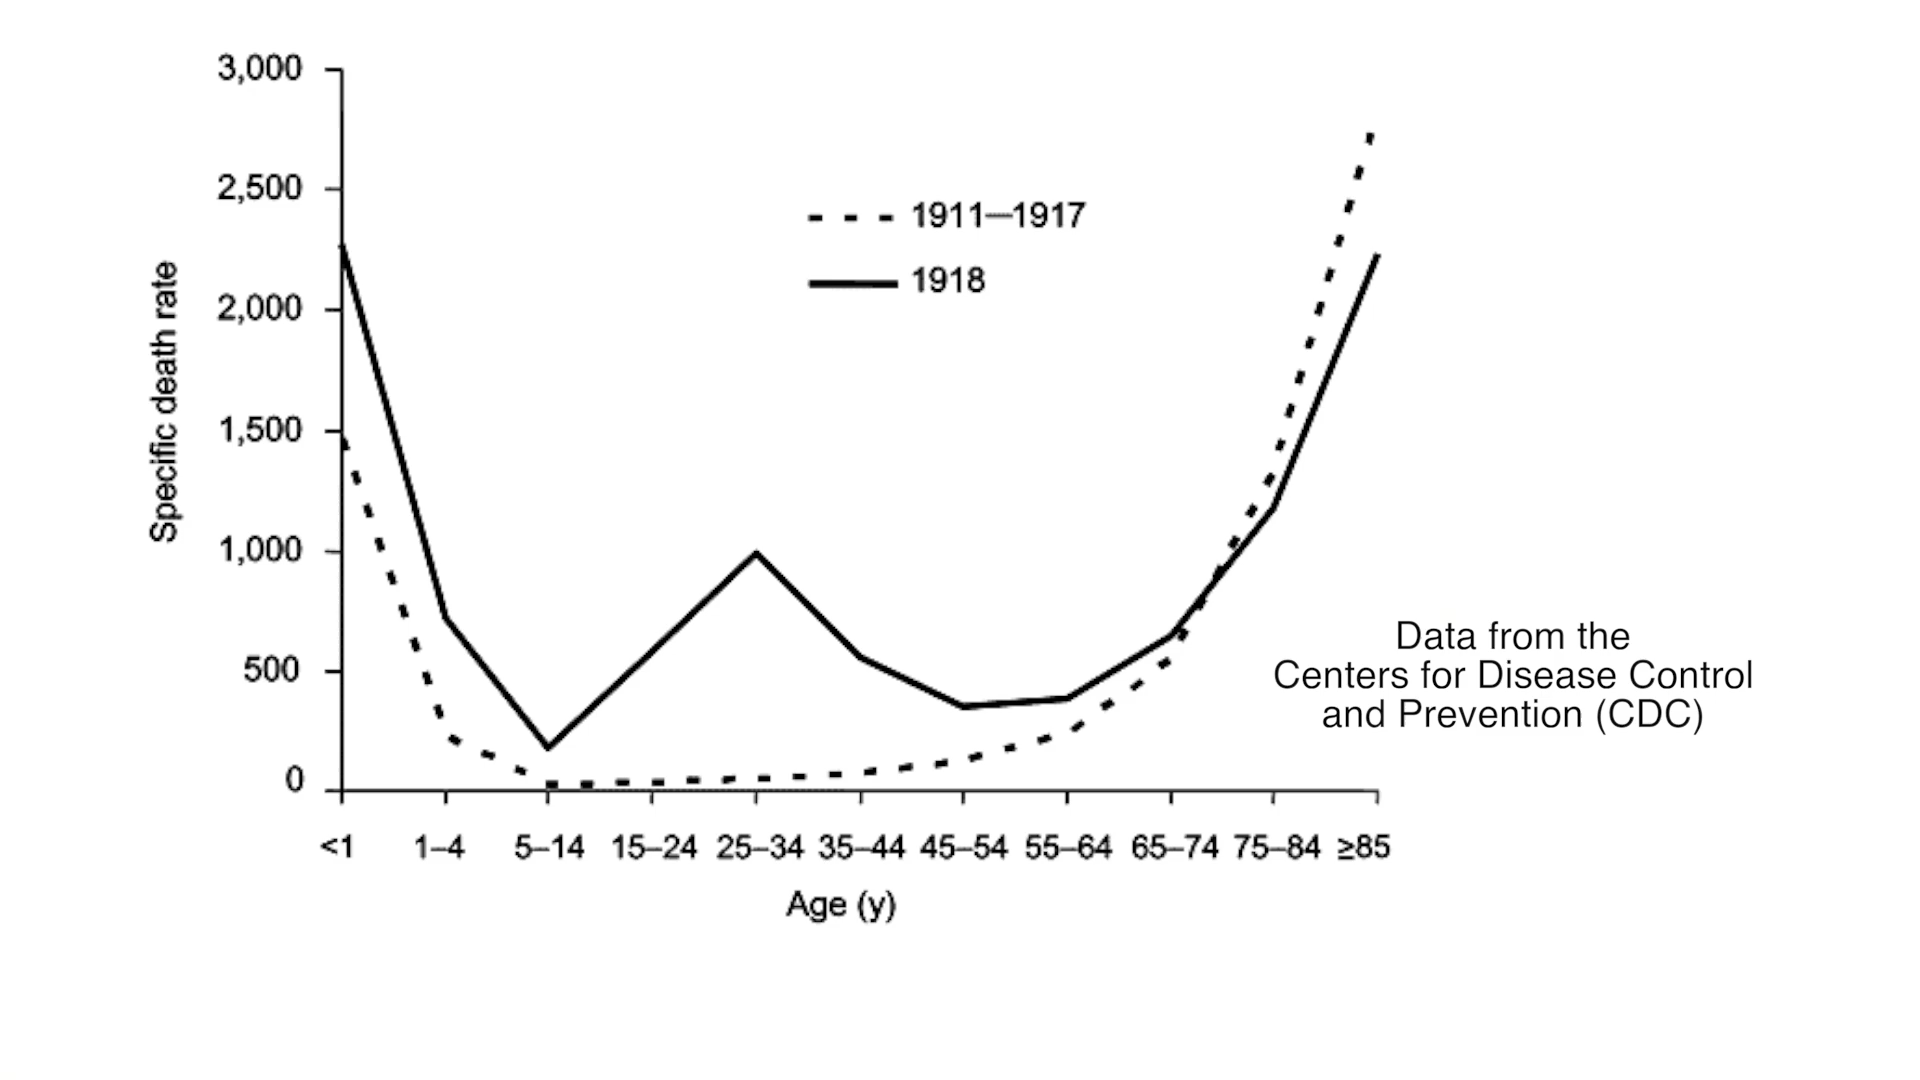 3,000
2,500
2,000
1,500
1,000
500
0
Specific death rate
1911—1917
1918
<1 1–4 5–14 15–24 25–34 35–44 45–54 55–64 65–74 75–84 ≥85
Age (y)
Data from the
Centers for Disease Control
and Prevention (CDC)